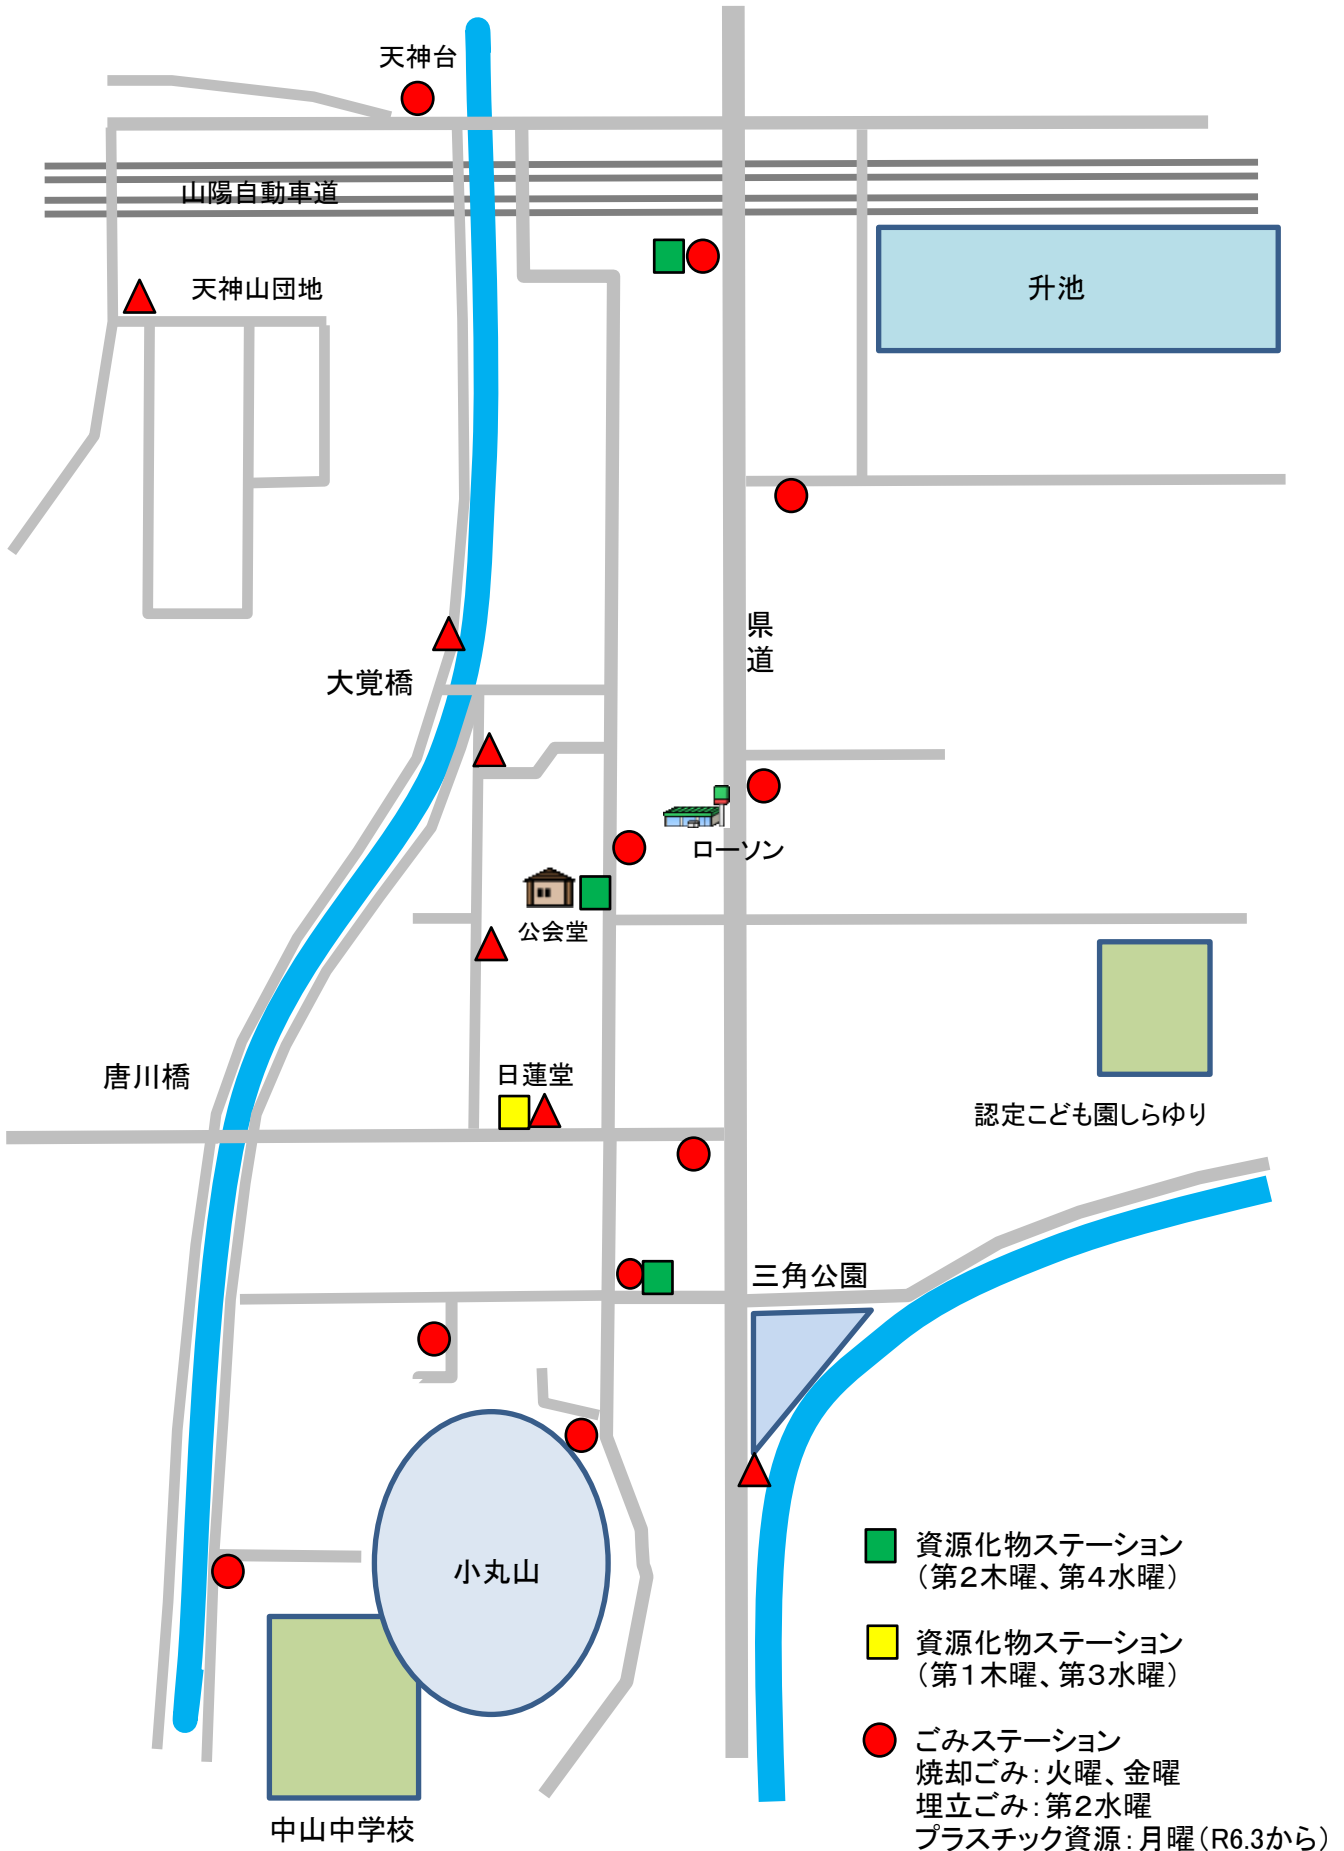 天神台
山陽自動車道
天神山団地
升池
県
道
大覚橋
ローソン
公会堂
唐川橋
日蓮堂
認定こども園しらゆり
三角公園
小丸山
資源化物ステーション
（第２木曜、第４水曜）
資源化物ステーション
（第１木曜、第３水曜）
ごみステーション
焼却ごみ：火曜、金曜
埋立ごみ：第２水曜
プラスチック資源：月曜（R6.3から）
中山中学校